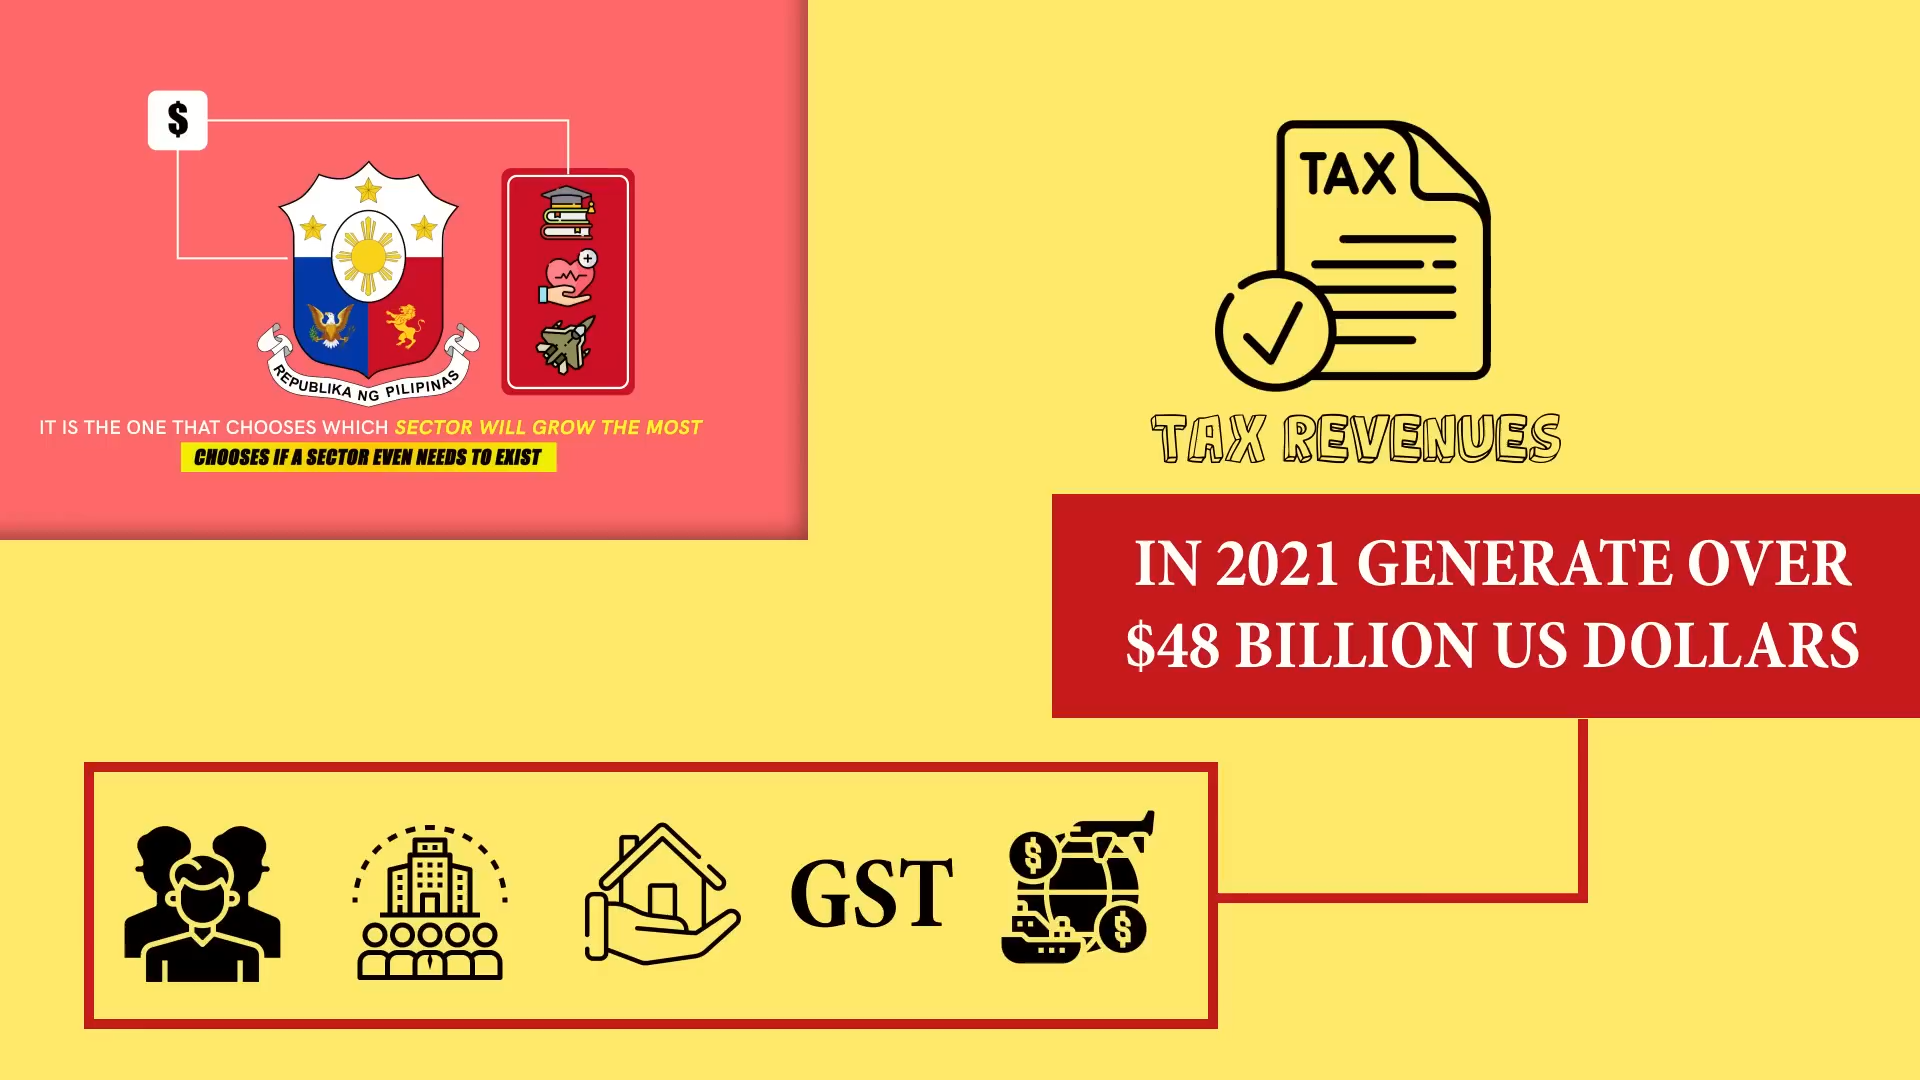 $
REPUBLIKA NG PILIPINAS
IT IS THE ONE THAT CHOOSES WHICH SECTOR WILL GROW THE MOST
CHOOSES IF A SECTOR EVEN NEEDS TO EXIST
TAX
TAX REVENUES
IN 2021 GENERATE OVER
$48 BILLION US DOLLARS
GST
$
$